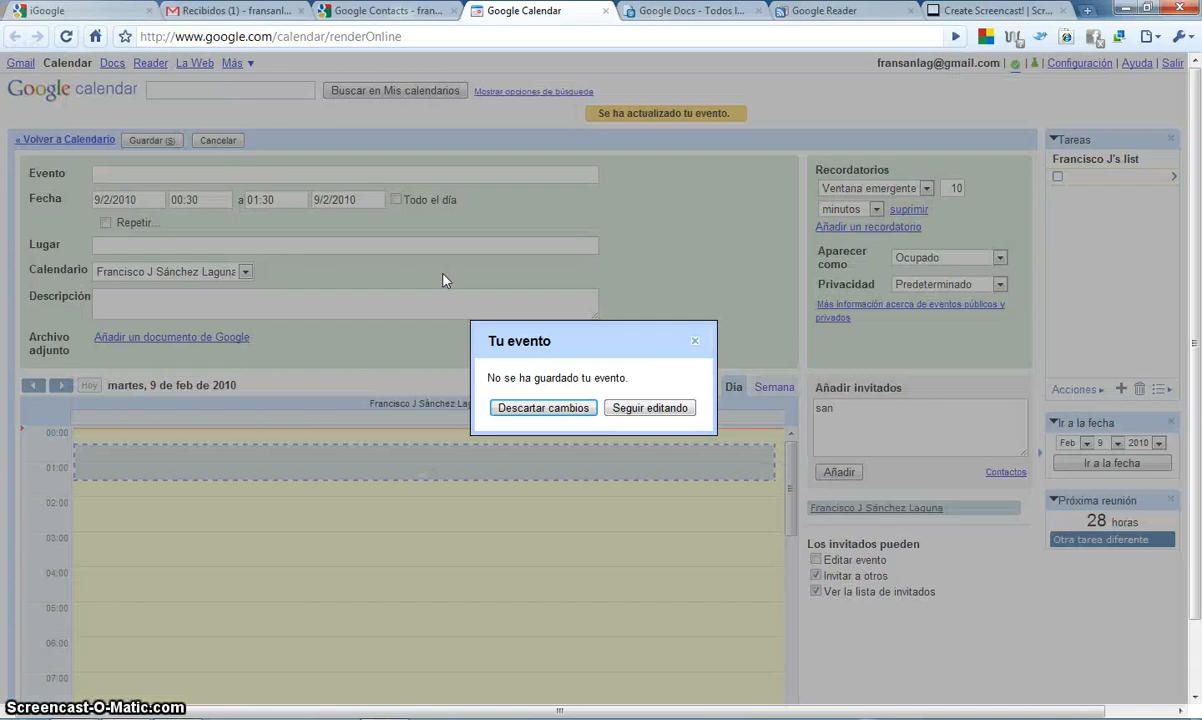 iGoogle
Recibidos (1) - fransanl...
Google Contacts - fran...
Google Calendar
Google Docs - Todos l...
Google Reader
Create Screencast! | Scr...
http://www.google.com/calendar/renderOnline
Gmail Calendar Docs Reader La Web Más ▼
fransanlag@gmail.com | | Configuración | Ayuda | Salir
Google calendar
Buscar en Mis calendarios
Mostrar opciones de búsqueda
Se ha actualizado tu evento.
« Volver a Calendario
Guardar (S)
Cancelar
Evento
Fecha 9/2/2010 00:30 a 01:30 9/2/2010 Todo el día
Repetir...
Lugar
Calendario Francisco J Sánchez Laguna
Descripción
Archivo adjunto Añadir un documento de Google
Recordatorios
Ventana emergente 10
minutos suprimir
Añadir un recordatorio
Aparecer como Ocupado
Privacidad Predeterminado
Más información acerca de eventos públicos y
privados
Tareas
Francisco J's list
Acciones
Tu evento
No se ha guardado tu evento.
Descartar cambios
Seguir editando
Hoy martes, 9 de feb de 2010
Día Semana
Francisco J Sánchez Lag
00:00
01:00
02:00
03:00
04:00
05:00
06:00
07:00
Añadir invitados
san
Añadir
Contactos
Francisco J Sánchez Laguna
Los invitados pueden
Editar evento
Invitar a otros
Ver la lista de invitados
Ir a la fecha
Feb 9 2010
Ir a la fecha
Próxima reunión
28 horas
Otra tarea diferente
Screencast-O-Matic.com